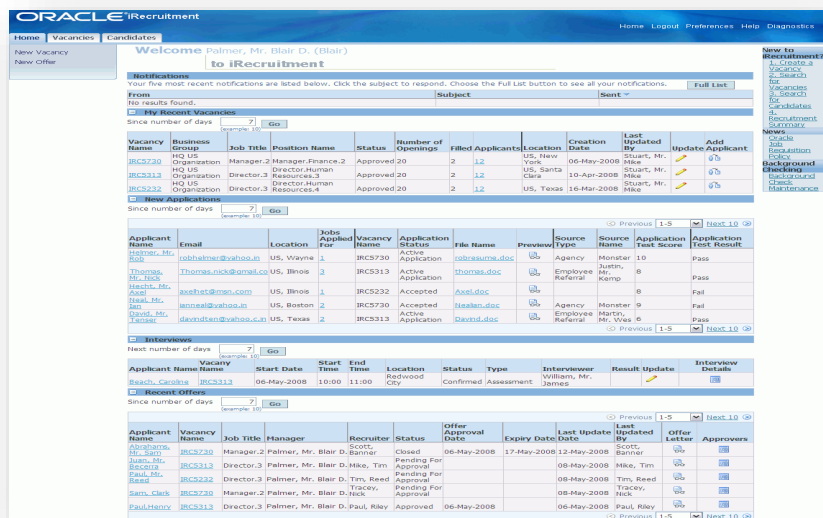 ORACLE iRecruitment
Home Logout Preferences Help Diagnostics
Home Vacancies Candidates
New Vacancy
New Offer
Welcome Palmer, Mr. Blair D. (Blair)
to iRecruitment
Notifications
Your five most recent notifications are listed below. Click the subject to respond. Choose the Full List button to see all your notifications. Full List
From Subject Sent
No results found.
My Recent Vacancies
Since number of days 7 Go
(example: 10)
Vacancy Name Business Group Job Title Position Name Status Number of Openings Filled Applicants Location Creation Date Last Updated By Update Add Applicant
IRC5730 HQ US Organization Manager.2 Manager.Finance.2 Approved 20 2 12 US, New York 06-May-2008 Stuart, Mr. Mike
IRC5313 HQ US Organization Director.3 Director.Human Resources.3 Approved 20 2 12 US, Santa Clara 10-Apr-2008 Stuart, Mr. Mike
IRC5232 HQ US Organization Director.3 Director.Human Resources.4 Approved 20 2 12 US, Texas 16-Mar-2008 Stuart, Mr. Mike
New Applications
Since number of days 7 Go
(example: 10)
Previous 1-5 Next 10
Applicant Name Email Location Jobs Applied For Vacancy Name Application Status File Name Preview Source Type Source Name Application Test Score Application Test Result
Helmer, Mr. Rob robhelmer@yahoo.in US, Wayne 1 IRC5730 Active Application robresume.doc Agency Monster 10 Pass
Thomas, Mr. Nick Thomas.nick@gmail.co US, Illinois 3 IRC5313 Active Application thomas.doc Employee Referral Justin, Mr. Kemp 8 Pass
Hecht, Mr. Axel axelhet@msn.com US, Illinois 1 IRC5232 Accepted Axel.doc 8 Fail
Neal, Mr. Ian ianneal@yahoo.in US, Boston 2 IRC5730 Accepted Nealian.doc Agency Monster 9 Fail
David, Mr. Tenser davindten@yahoo.c.in US, Texas 2 IRC5313 Active Application Davind.doc Employee Referral Martin, Mr. Wes 6 Pass
Previous 1-5 Next 10
Interviews
Next number of days 7 Go
(example: 10)
Applicant Name Vacany Name Start Date Start Time End Time Location Status Type Interviewer Result Update Interview Details
Beach, Caroline IRC5313 06-May-2008 10:00 11:00 Redwood City Confirmed Assessment William, Mr. James
Recent Offers
Since number of days 7 Go
(example: 10)
Previous 1-5 Next 10
Applicant Name Vacancy Name Job Title Manager Recruiter Status Offer Approval Date Expiry Date Last Update Date Last Updated By Offer Letter Approvers
Abrahams, Mr. Sam IRC5730 Manager.2 Palmer, Mr. Blair D. Scott, Banner Closed 06-May-2008 17-May-2008 12-May-2008 Scott, Banner
Juan, Mr. Becerra IRC5313 Director.3 Palmer, Mr. Blair D. Mike, Tim Pending For Approval 08-May-2008 Mike, Tim
Paul, Mr. Reed IRC5232 Director.3 Palmer, Mr. Blair D. Tim, Reed Pending For Approval 08-May-2008 Tim, Reed
Sam, Clark IRC5730 Manager.2 Palmer, Mr. Blair D. Tracey, Nick Pending For Approval 08-May-2008 Tracey, Nick
Paul,Henry IRC5313 Manager.2 Palmer, Mr. Blair D. Paul, Riley Approved 06-May-2008 08-May-2008 Paul, Riley
Previous 1-5 Next 10
New to iRecruitment?
1. Create a Vacancy
2. Search for Vacancies
3. Search for Candidates
4. Recruitment Summary
News
Oracle Job Requisition Policy
Background Checking
Background Check Maintenance